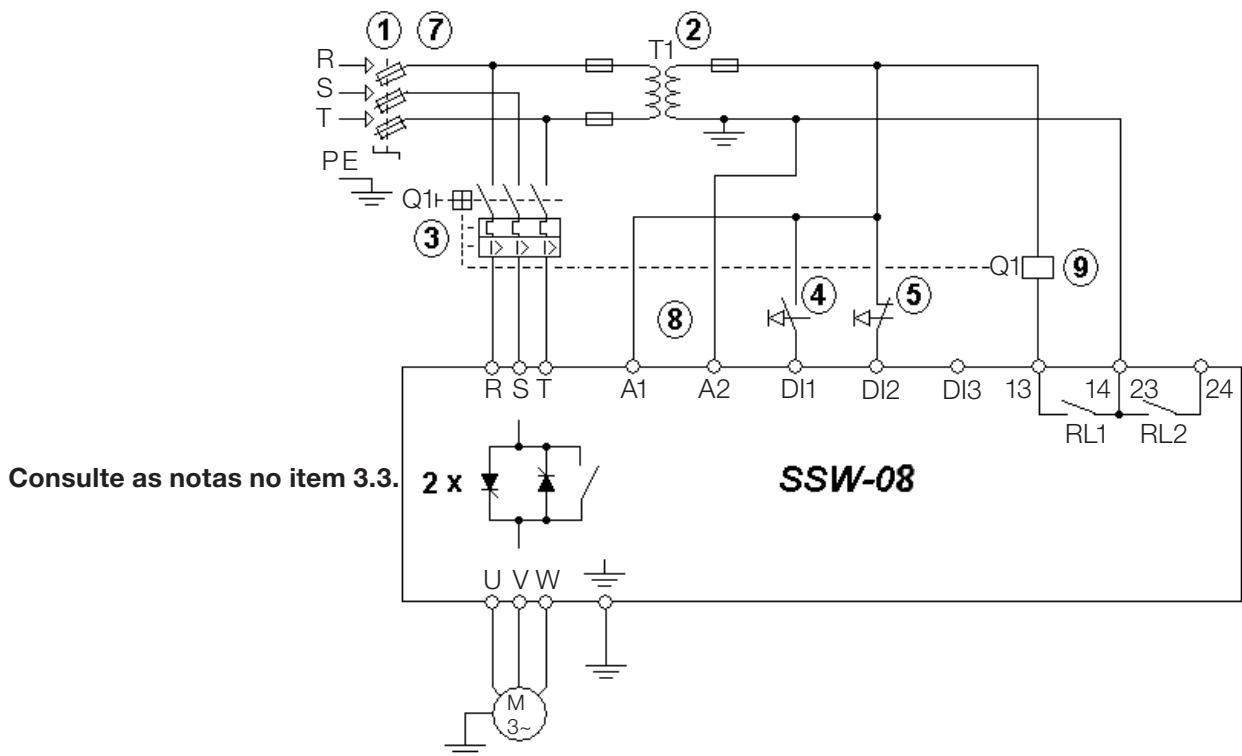 1 7 2
T1
R
S
T
PE
Q1
3
Q1 9
4 5
8
R S T A1 A2 DI1 DI2 DI3 13 14 23 24
RL1 RL2
Consulte as notas no item 3.3.
2 x
SSW-08
U V W
M
3~